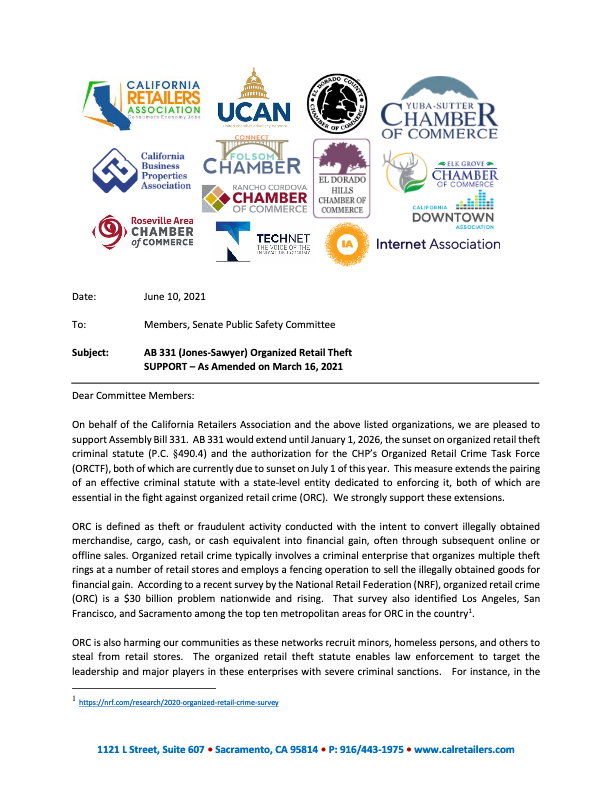 CALIFORNIA
RETAILERS
ASSOCIATION
Consumers Economy Jobs
UCAN
EL DORADO COUNTY
CHAMBER OF COMMERCE
YUBA-SUTTER
CHAMBER
OF COMMERCE
California
Business
Properties
Association
CONNECT
FOLSOM
CHAMBER
RANCHO CORDOVA
CHAMBER
OF COMMERCE
EL DORADO
HILLS
CHAMBER OF
COMMERCE
ELK GROVE
CHAMBER
OF COMMERCE
CALIFORNIA
DOWNTOWN
ASSOCIATION
Roseville Area
CHAMBER
of COMMERCE
TECHNET
THE VOICE OF THE
INNOVATION ECONOMY
IA
Internet Association
Date: June 10, 2021
To: Members, Senate Public Safety Committee
Subject: AB 331 (Jones-Sawyer) Organized Retail Theft
SUPPORT – As Amended on March 16, 2021
Dear Committee Members:
On behalf of the California Retailers Association and the above listed organizations, we are pleased to
support Assembly Bill 331. AB 331 would extend until January 1, 2026, the sunset on organized retail theft
criminal statute (P.C. §490.4) and the authorization for the CHP's Organized Retail Crime Task Force
(ORCTF), both of which are currently due to sunset on July 1 of this year. This measure extends the pairing
of an effective criminal statute with a state-level entity dedicated to enforcing it, both of which are
essential in the fight against organized retail crime (ORC). We strongly support these extensions.
ORC is defined as theft or fraudulent activity conducted with the intent to convert illegally obtained
merchandise, cargo, cash, or cash equivalent into financial gain, often through subsequent online or
offline sales. Organized retail crime typically involves a criminal enterprise that organizes multiple theft
rings at a number of retail stores and employs a fencing operation to sell the illegally obtained goods for
financial gain. According to a recent survey by the National Retail Federation (NRF), organized retail crime
(ORC) is a $30 billion problem nationwide and rising. That survey also identified Los Angeles, San
Francisco, and Sacramento among the top ten metropolitan areas for ORC in the country¹.
ORC is also harming our communities as these networks recruit minors, homeless persons, and others to
steal from retail stores. The organized retail theft statute enables law enforcement to target the
leadership and major players in these enterprises with severe criminal sanctions. For instance, in the
¹ https://nrf.com/research/2020-organized-retail-crime-survey
1121 L Street, Suite 607 • Sacramento, CA 95814 • P: 916/443-1975 • www.calretailers.com